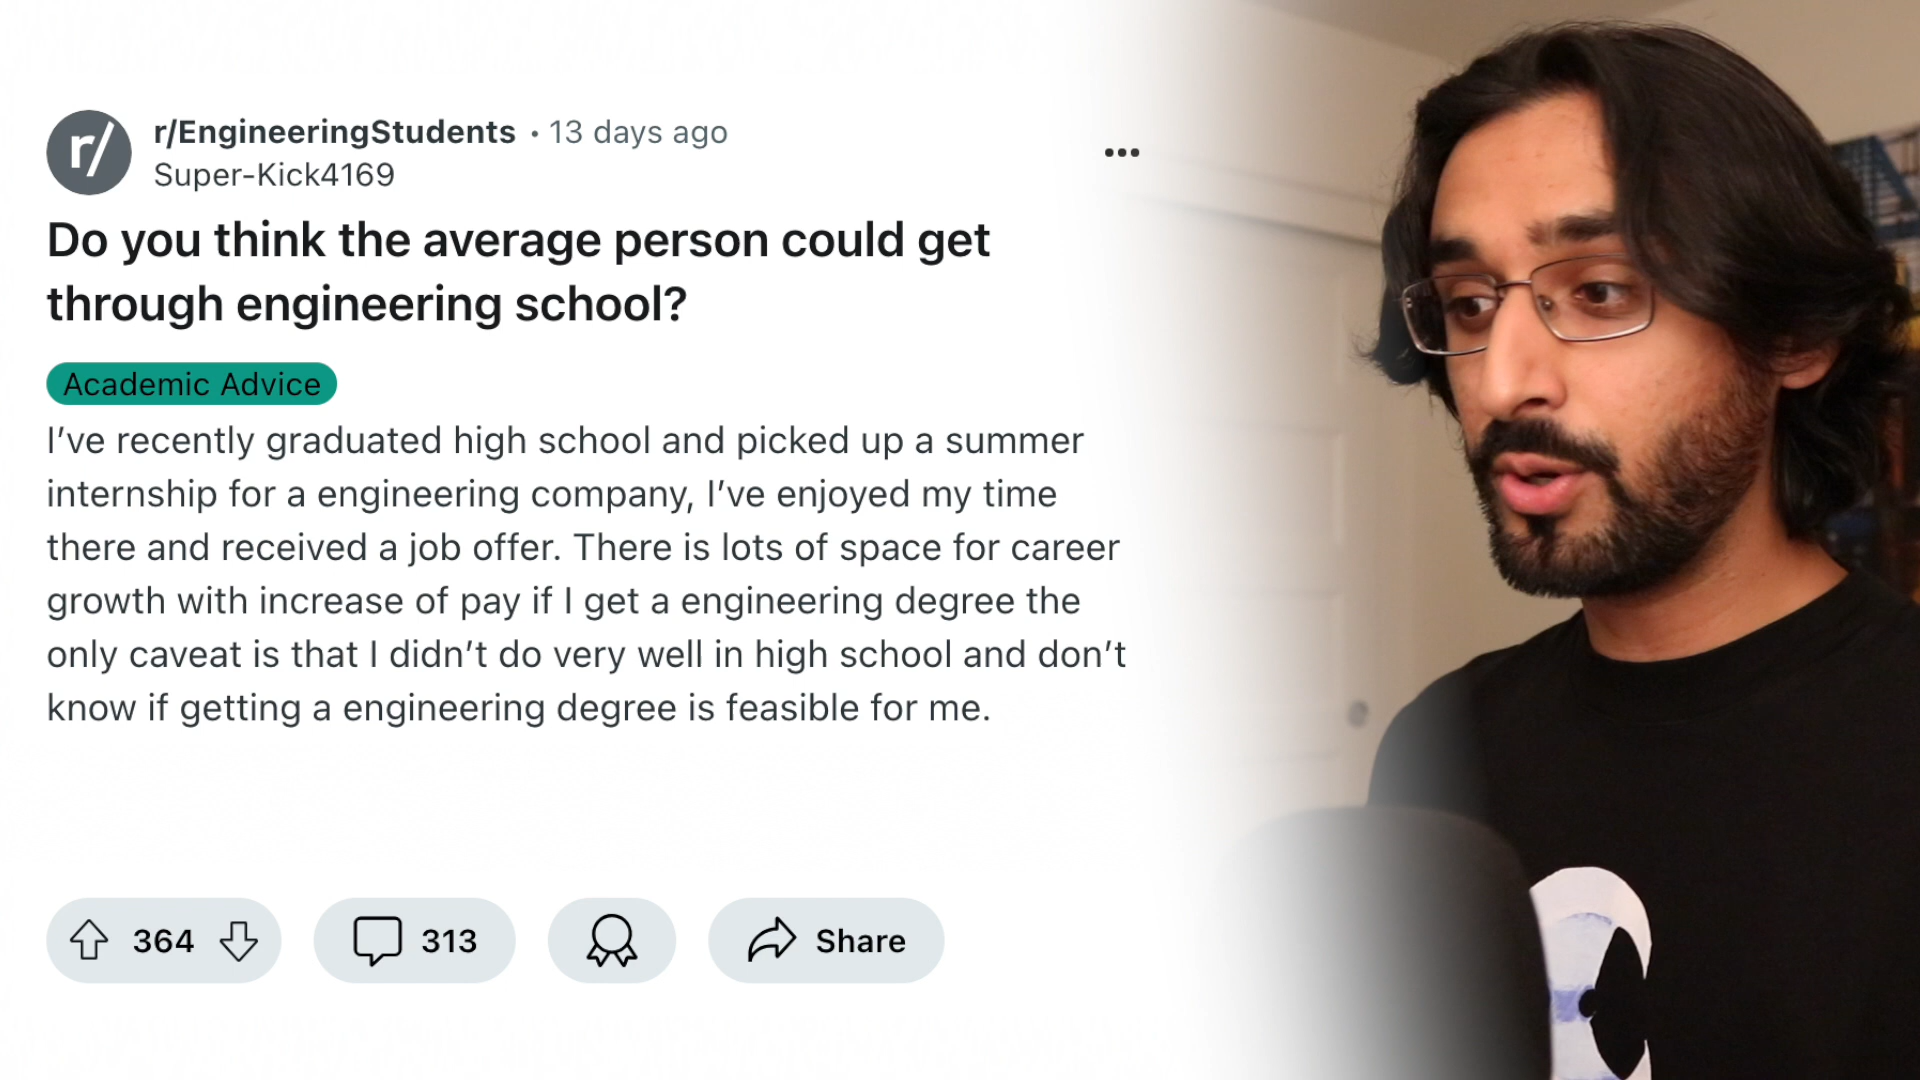 r/
r/EngineeringStudents • 13 days ago
Super-Kick4169
Do you think the average person could get
through engineering school?
Academic Advice
I’ve recently graduated high school and picked up a summer
internship for a engineering company, I’ve enjoyed my time
there and received a job offer. There is lots of space for career
growth with increase of pay if I get a engineering degree the
only caveat is that I didn’t do very well in high school and don’t
know if getting a engineering degree is feasible for me.
364
313
Share